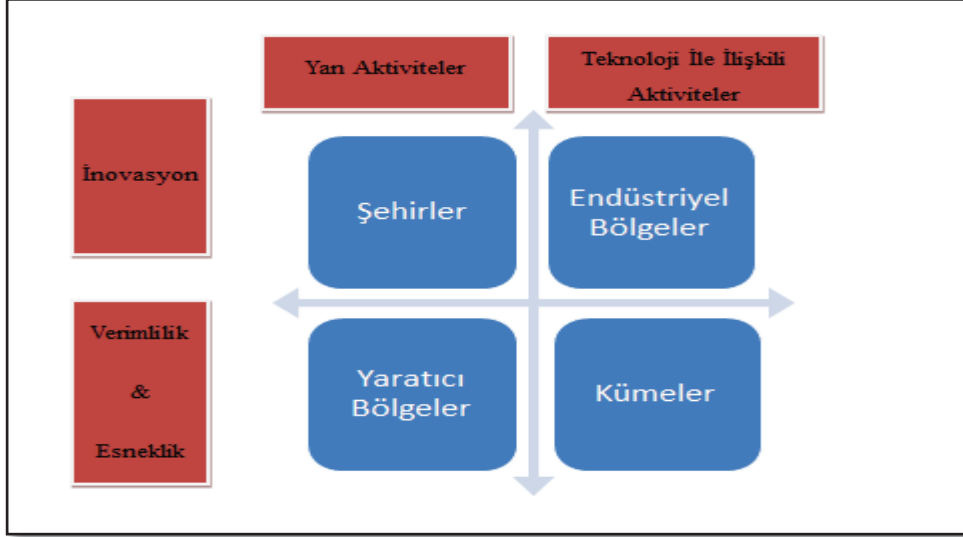 Yan Aktiviteler
Teknoloji İle İlişkili
Aktiviteler
İnovasyon
Şehirler
Endüstriyel
Bölgeler
Verimlilik
&
Esneklik
Yaratıcı
Bölgeler
Kümeler